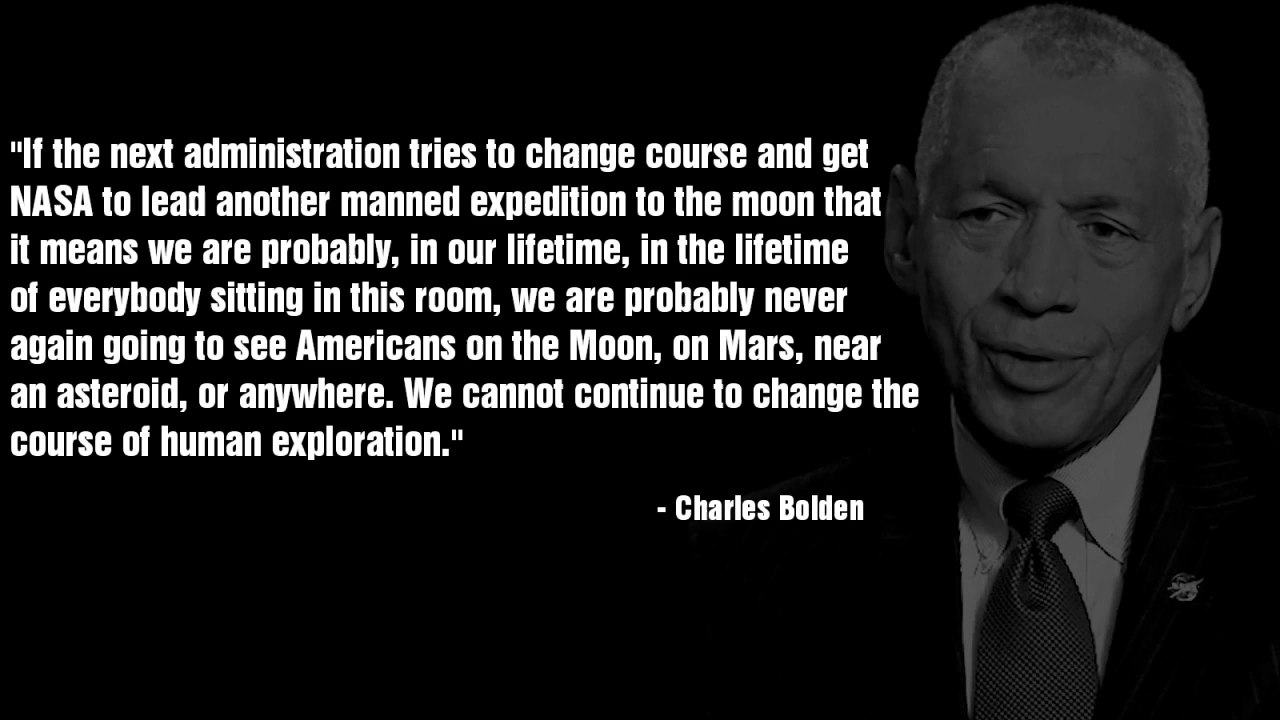 "If the next administration tries to change course and get
NASA to lead another manned expedition to the moon that
it means we are probably, in our lifetime, in the lifetime
of everybody sitting in this room, we are probably never
again going to see Americans on the Moon, on Mars, near
an asteroid, or anywhere. We cannot continue to change the
course of human exploration."
- Charles Bolden